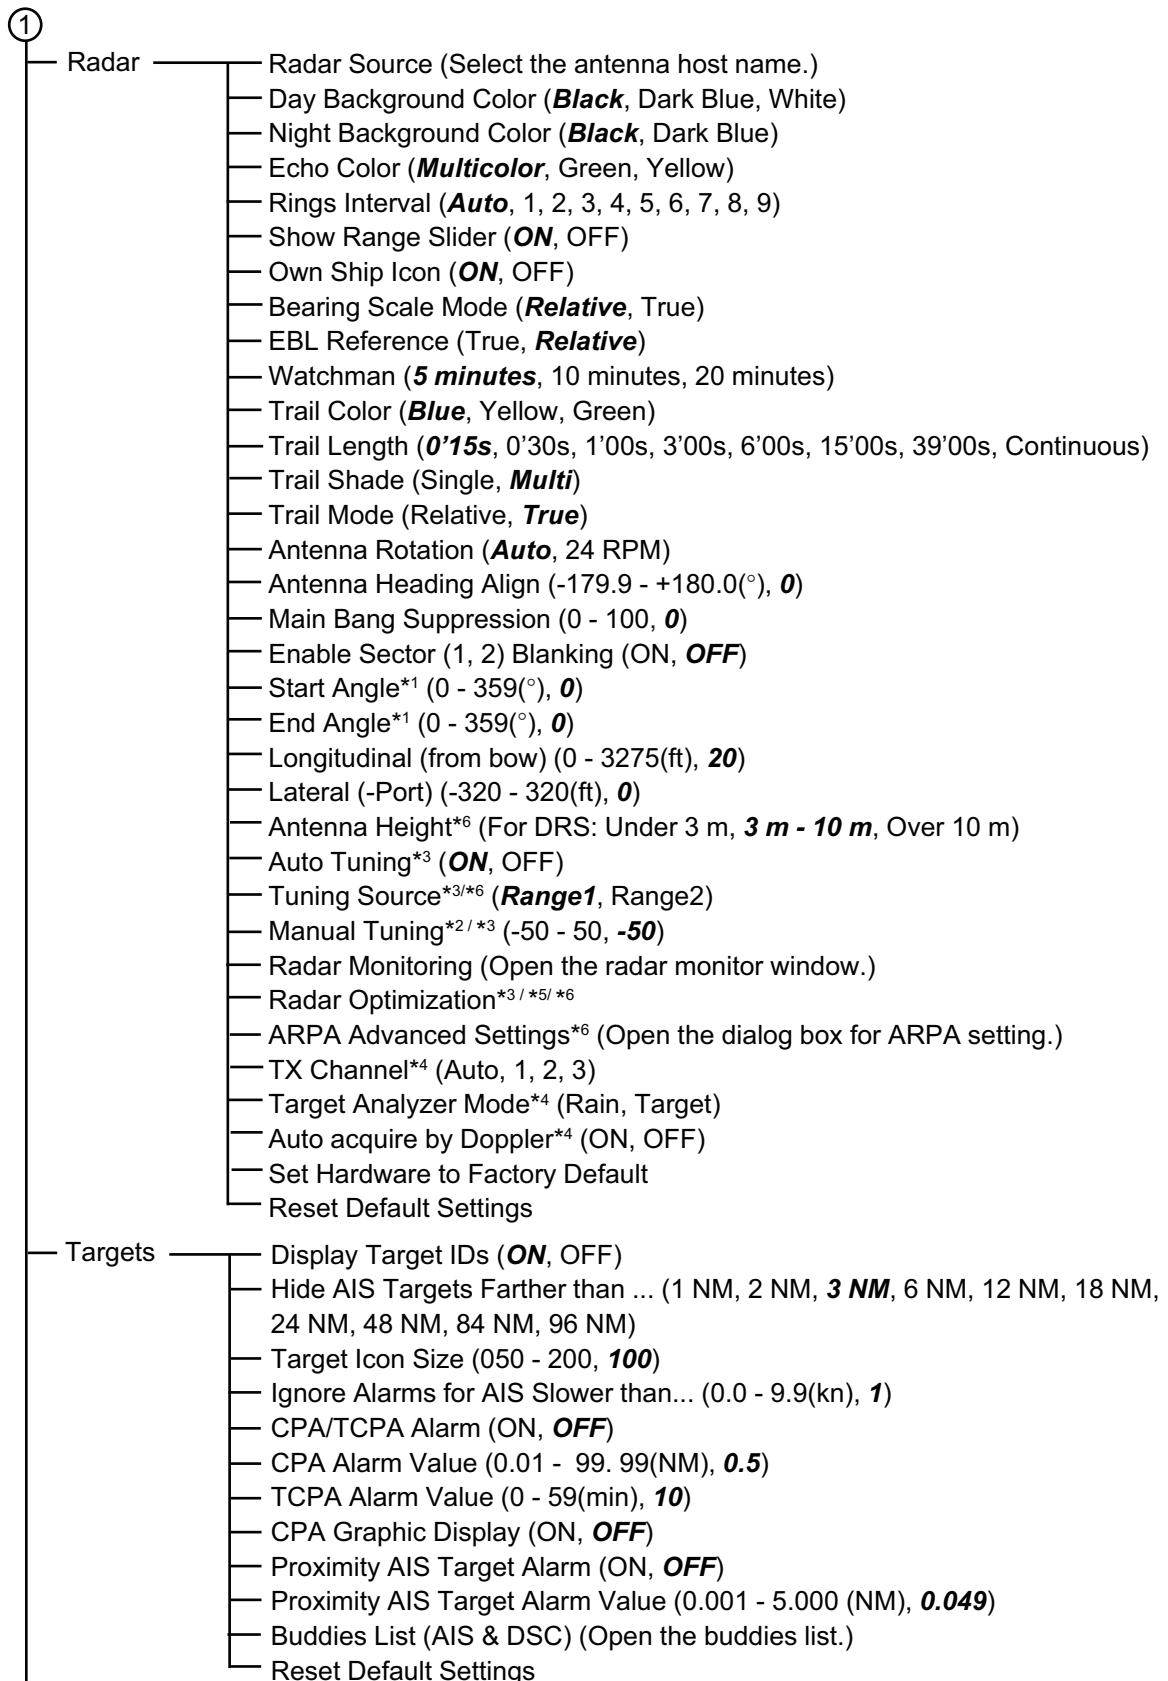 1
Radar
Radar Source (Select the antenna host name.)
Day Background Color (Black, Dark Blue, White)
Night Background Color (Black, Dark Blue)
Echo Color (Multicolor, Green, Yellow)
Rings Interval (Auto, 1, 2, 3, 4, 5, 6, 7, 8, 9)
Show Range Slider (ON, OFF)
Own Ship Icon (ON, OFF)
Bearing Scale Mode (Relative, True)
EBL Reference (True, Relative)
Watchman (5 minutes, 10 minutes, 20 minutes)
Trail Color (Blue, Yellow, Green)
Trail Length (0’15s, 0’30s, 1’00s, 3’00s, 6’00s, 15’00s, 39’00s, Continuous)
Trail Shade (Single, Multi)
Trail Mode (Relative, True)
Antenna Rotation (Auto, 24 RPM)
Antenna Heading Align (-179.9 - +180.0(°), 0)
Main Bang Suppression (0 - 100, 0)
Enable Sector (1, 2) Blanking (ON, OFF)
Start Angle*1 (0 - 359(°), 0)
End Angle*1 (0 - 359(°), 0)
Longitudinal (from bow) (0 - 3275(ft), 20)
Lateral (-Port) (-320 - 320(ft), 0)
Antenna Height*6 (For DRS: Under 3 m, 3 m - 10 m, Over 10 m)
Auto Tuning*3 (ON, OFF)
Tuning Source*3/*6 (Range1, Range2)
Manual Tuning*2 / *3 (-50 - 50, -50)
Radar Monitoring (Open the radar monitor window.)
Radar Optimization*3 / *5/ *6
ARPA Advanced Settings*6 (Open the dialog box for ARPA setting.)
TX Channel*4 (Auto, 1, 2, 3)
Target Analyzer Mode*4 (Rain, Target)
Auto acquire by Doppler*4 (ON, OFF)
Set Hardware to Factory Default
Reset Default Settings
Targets
Display Target IDs (ON, OFF)
Hide AIS Targets Farther than ... (1 NM, 2 NM, 3 NM, 6 NM, 12 NM, 18 NM,
24 NM, 48 NM, 84 NM, 96 NM)
Target Icon Size (050 - 200, 100)
Ignore Alarms for AIS Slower than... (0.0 - 9.9(kn), 1)
CPA/TCPA Alarm (ON, OFF)
CPA Alarm Value (0.01 -  99. 99(NM), 0.5)
TCPA Alarm Value (0 - 59(min), 10)
CPA Graphic Display (ON, OFF)
Proximity AIS Target Alarm (ON, OFF)
Proximity AIS Target Alarm Value (0.001 - 5.000 (NM), 0.049)
Buddies List (AIS & DSC) (Open the buddies list.)
Reset Default Settings